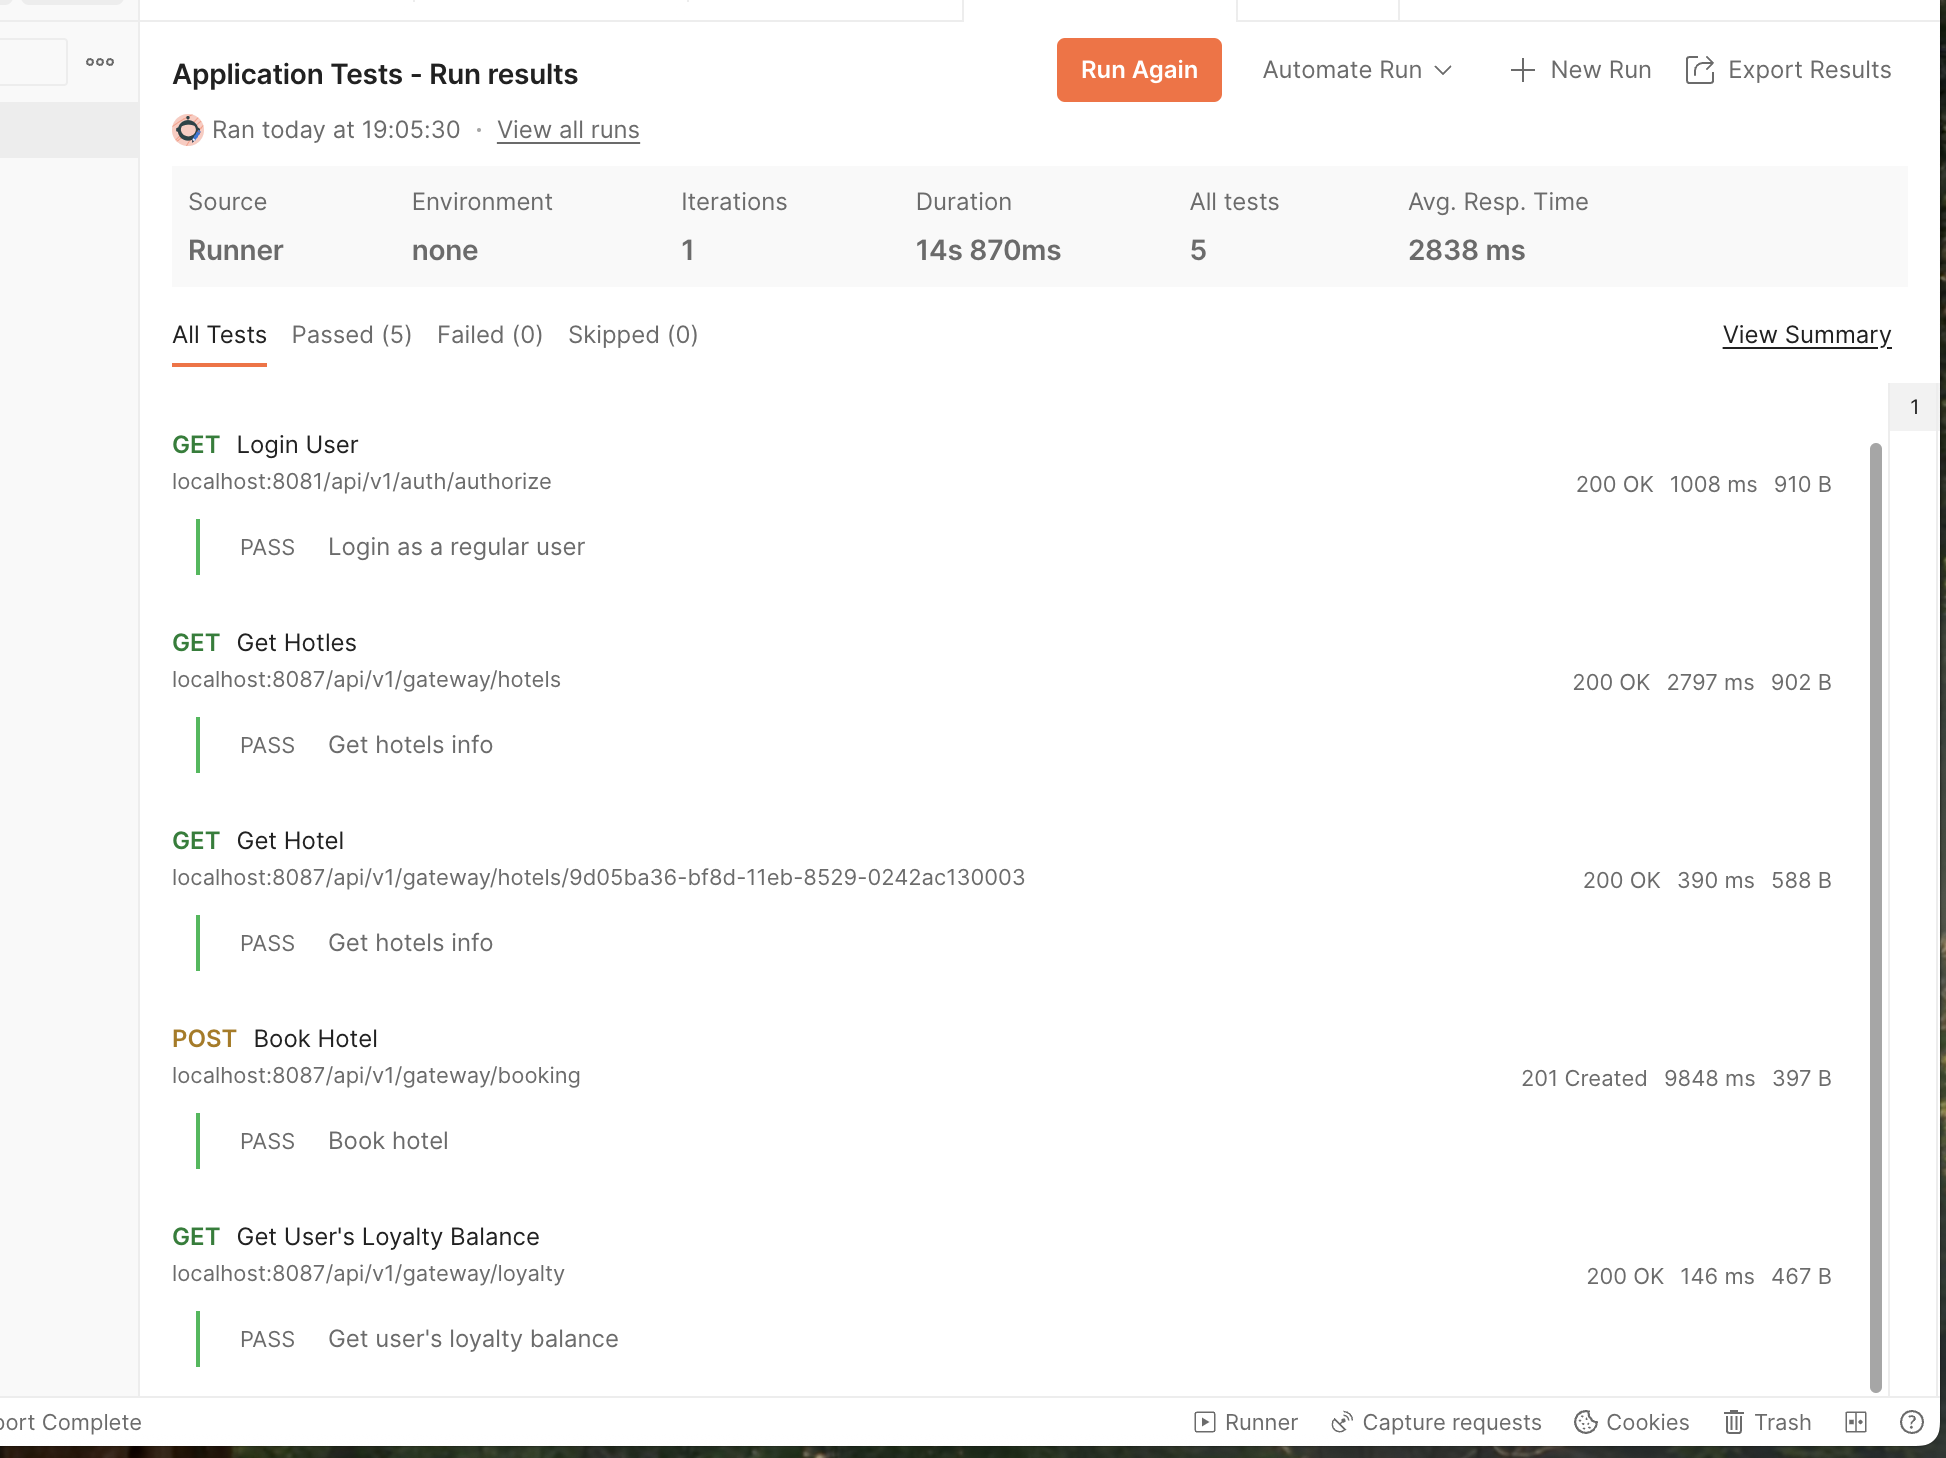 Application Tests - Run results
Run Again
Automate Run
New Run
Export Results
Ran today at 19:05:30 · View all runs
Source Environment Iterations Duration All tests Avg. Resp. Time
Runner none 1 14s 870ms 5 2838 ms
All Tests Passed (5) Failed (0) Skipped (0) View Summary
1
GET Login User
localhost:8081/api/v1/auth/authorize
200 OK 1008 ms 910 B
PASS Login as a regular user
GET Get Hotles
localhost:8087/api/v1/gateway/hotels
200 OK 2797 ms 902 B
PASS Get hotels info
GET Get Hotel
localhost:8087/api/v1/gateway/hotels/9d05ba36-bf8d-11eb-8529-0242ac130003
200 OK 390 ms 588 B
PASS Get hotels info
POST Book Hotel
localhost:8087/api/v1/gateway/booking
201 Created 9848 ms 397 B
PASS Book hotel
GET Get User's Loyalty Balance
localhost:8087/api/v1/gateway/loyalty
200 OK 146 ms 467 B
PASS Get user's loyalty balance
ort Complete Runner Capture requests Cookies Trash